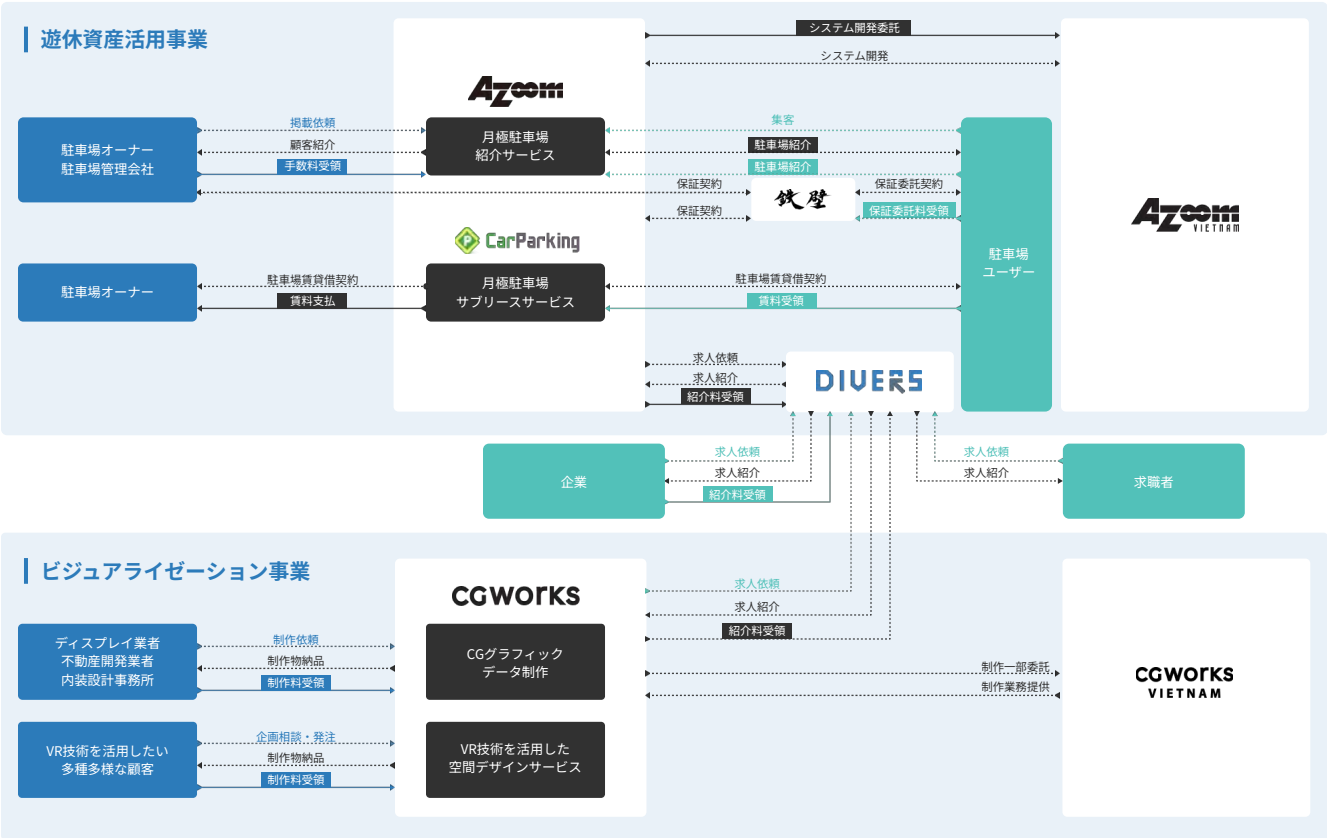 遊休資産活用事業
システム開発委託
システム開発
AZOOM
駐車場オーナー
駐車場管理会社
掲載依頼
顧客紹介
手数料受領
月極駐車場
紹介サービス
集客
駐車場紹介
駐車場紹介
保証契約
保証契約
鉄壁
保証委託契約
保証委託料受領
AZOOM
VIETNAM
駐車場
ユーザー
CarParking
駐車場オーナー
駐車場賃貸借契約
賃料支払
月極駐車場
サブリースサービス
駐車場賃貸借契約
賃料受領
求人依頼
求人紹介
紹介料受領
DIVERS
企業
求人依頼
求人紹介
紹介料受領
求人依頼
求人紹介
求職者
ビジュアライゼーション事業
CGWORKS
求人依頼
求人紹介
紹介料受領
ディスプレイ業者
不動産開発業者
内装設計事務所
制作依頼
制作物納品
制作料受領
CGグラフィック
データ制作
制作一部委託
制作業務提供
CGWORKS
VIETNAM
VR技術を活用したい
多種多様な顧客
企画相談・発注
制作物納品
制作料受領
VR技術を活用した
空間デザインサービス